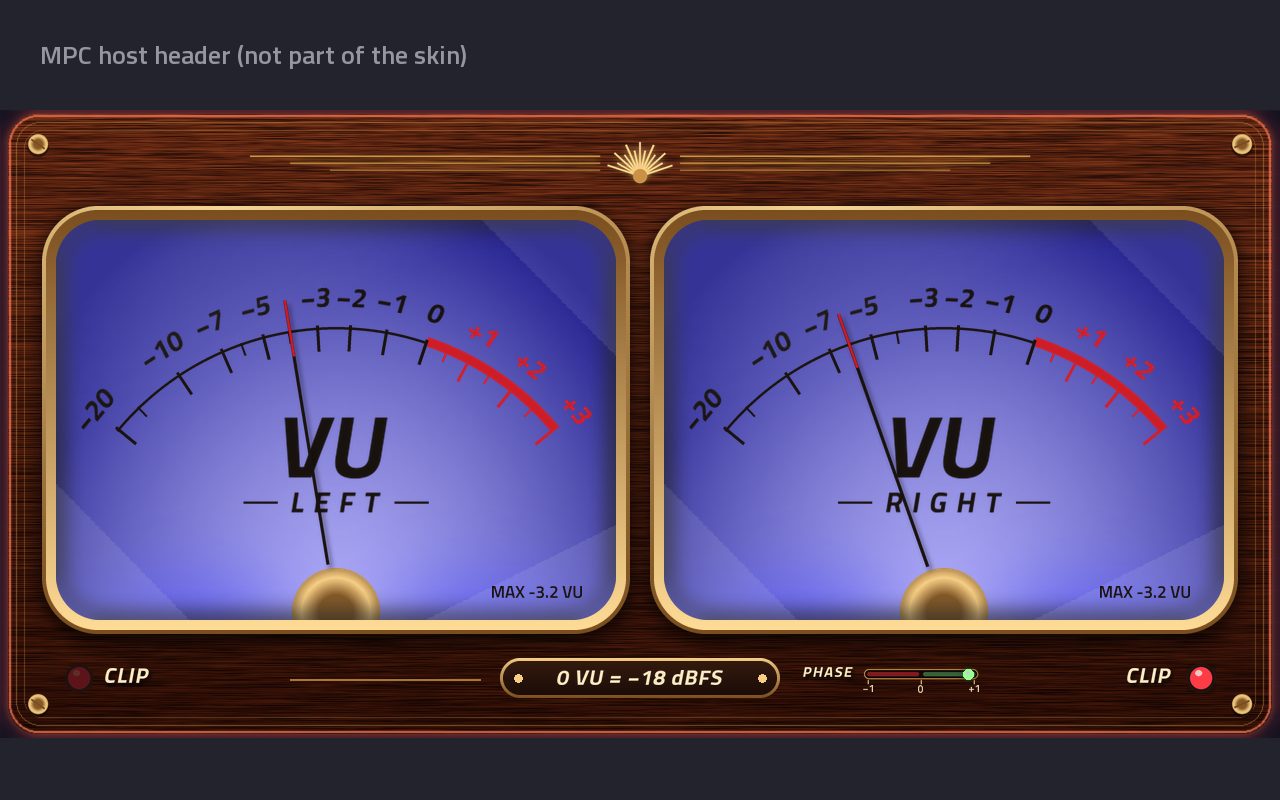 MPC host header (not part of the skin)
−20 −10 −7 −5 −3 −2 −1 0 +1 +2 +3
VU
LEFT
MAX -3.2 VU
−20 −10 −7 −5 −3 −2 −1 0 +1 +2 +3
VU
RIGHT
MAX -3.2 VU
CLIP
0 VU = −18 dBFS
PHASE
−1 0 +1
CLIP